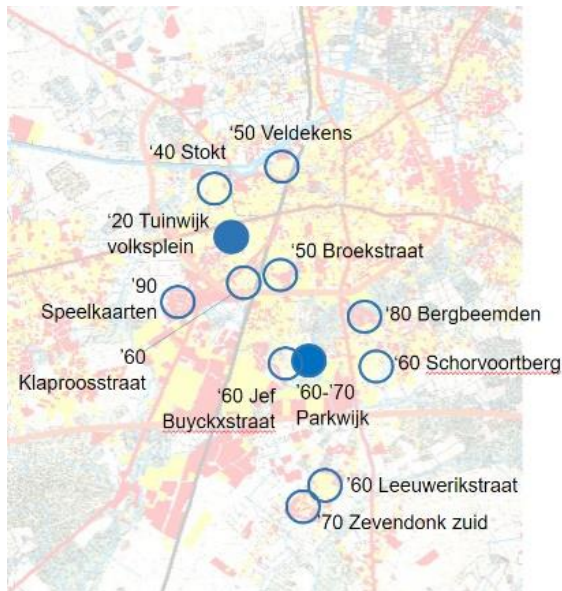 ‘50 Veldekens
‘40 Stokt
‘20 Tuinwijk
volksplein
‘50 Broekstraat
’90
Speelkaarten
‘80 Bergbeemden
’60
Klaproosstraat
‘60 Schorvoortberg
‘60 Jef
Buyckxstraat
’60-’70
Parkwijk
‘60 Leeuwerikstraat
‘70 Zevendonk zuid